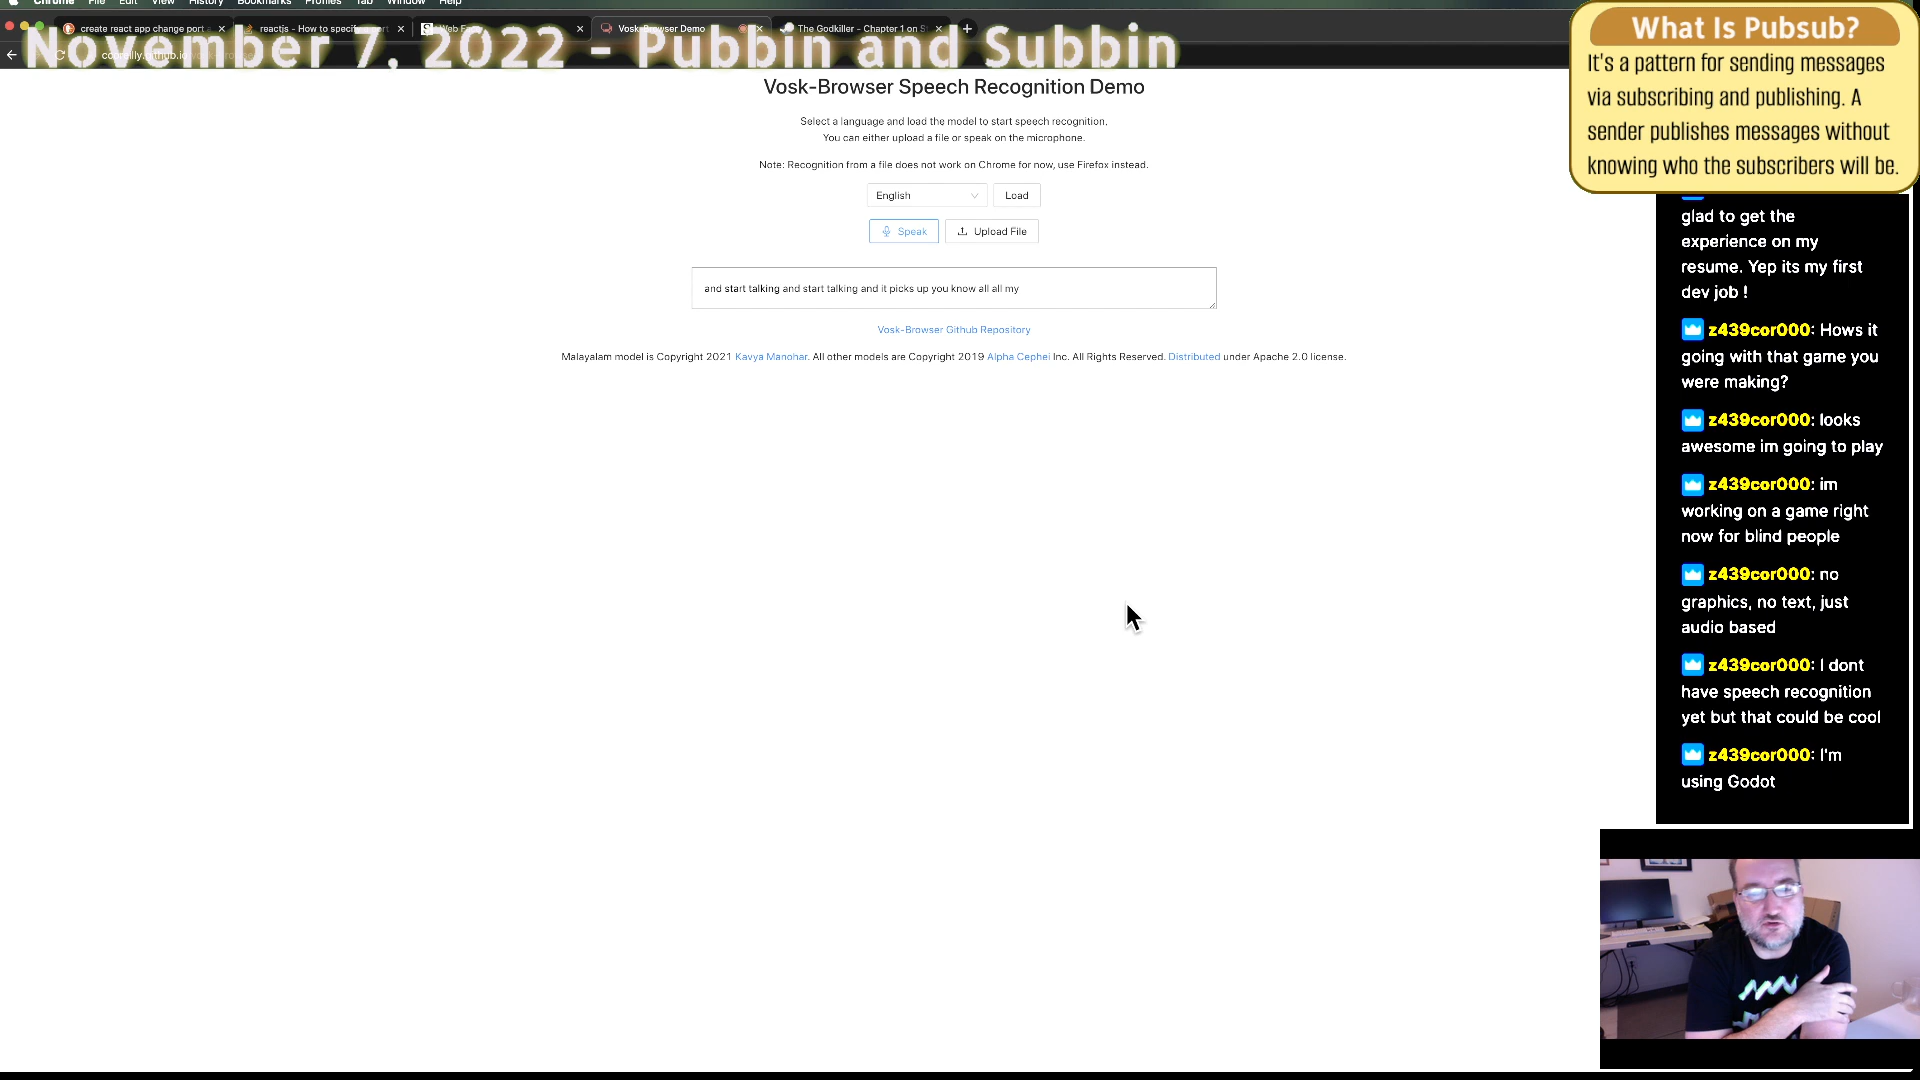 Chrome File Edit View History Bookmarks Profiles Tab Window Help
create react app change port
reactjs - How to specify
Vosk-Browser Demo
The Godkiller - Chapter 1 on S
November 7, 2022 - Pubbin and Subbin
Vosk-Browser Speech Recognition Demo
Select a language and load the model to start speech recognition.
You can either upload a file or speak on the microphone.
Note: Recognition from a file does not work on Chrome for now, use Firefox instead.
English
Load
Speak
Upload File
and start talking and start talking and it picks up you know all all my
Vosk-Browser Github Repository
Malayalam model is Copyright 2021 Kavya Manohar. All other models are Copyright 2019 Alpha Cephei Inc. All Rights Reserved. Distributed under Apache 2.0 license.
What Is Pubsub?
It's a pattern for sending messages
via subscribing and publishing. A
sender publishes messages without
knowing who the subscribers will be.
glad to get the
experience on my
resume. Yep its my first
dev job !
z439cor000: Hows it
going with that game you
were making?
z439cor000: looks
awesome im going to play
z439cor000: im
working on a game right
now for blind people
z439cor000: no
graphics, no text, just
audio based
z439cor000: I dont
have speech recognition
yet but that could be cool
z439cor000: I'm
using Godot